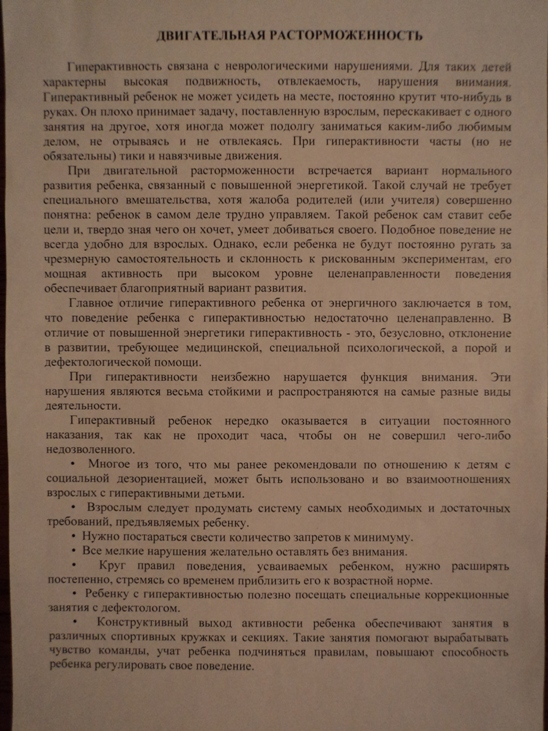 ДВИГАТЕЛЬНАЯ РАСТОРМОЖЕННОСТЬ
Гиперактивность связана с неврологическими нарушениями. Для таких детей
характерны высокая подвижность, отвлекаемость, нарушения внимания.
Гиперактивный ребенок не может усидеть на месте, постоянно крутит что-нибудь в
руках. Он плохо принимает задачу, поставленную взрослым, перескакивает с одного
занятия на другое, хотя иногда может подолгу заниматься каким-либо любимым
делом, не отрываясь и не отвлекаясь. При гиперактивности часты (но не
обязательны) тики и навязчивые движения.
При двигательной расторможенности встречается вариант нормального
развития ребенка, связанный с повышенной энергетикой. Такой случай не требует
специального вмешательства, хотя жалоба родителей (или учителя) совершенно
понятна: ребенок в самом деле трудно управляем. Такой ребенок сам ставит себе
цели и, твердо зная чего он хочет, умеет добиваться своего. Подобное поведение не
всегда удобно для взрослых. Однако, если ребенка не будут постоянно ругать за
чрезмерную самостоятельность и склонность к рискованным экспериментам, его
мощная активность при высоком уровне целенаправленности поведения
обеспечивает благоприятный вариант развития.
Главное отличие гиперактивного ребенка от энергичного заключается в том,
что поведение ребенка с гиперактивностью недостаточно целенаправленно. В
отличие от повышенной энергетики гиперактивность - это, безусловно, отклонение
в развитии, требующее медицинской, специальной психологической, а порой и
дефектологической помощи.
При гиперактивности неизбежно нарушается функция внимания. Эти
нарушения являются весьма стойкими и распространяются на самые разные виды
деятельности.
Гиперактивный ребенок нередко оказывается в ситуации постоянного
наказания, так как не проходит часа, чтобы он не совершил чего-либо
недозволенного.
• Многое из того, что мы ранее рекомендовали по отношению к детям с
социальной дезориентацией, может быть использовано и во взаимоотношениях
взрослых с гиперактивными детьми.
• Взрослым следует продумать систему самых необходимых и достаточных
требований, предъявляемых ребенку.
• Нужно постараться свести количество запретов к минимуму.
• Все мелкие нарушения желательно оставлять без внимания.
• Круг правил поведения, усваиваемых ребенком, нужно расширять
постепенно, стремясь со временем приблизить его к возрастной норме.
• Ребенку с гиперактивностью полезно посещать специальные коррекционные
занятия с дефектологом.
• Конструктивный выход активности ребенка обеспечивают занятия в
различных спортивных кружках и секциях. Такие занятия помогают вырабатывать
чувство команды, учат ребенка подчиняться правилам, повышают способность
ребенка регулировать свое поведение.